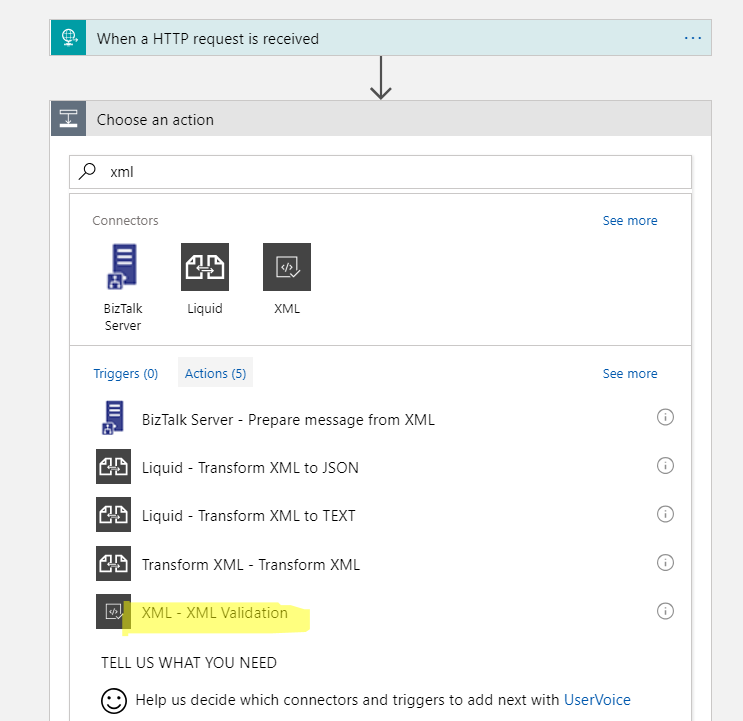 When a HTTP request is received
Choose an action
xml
Connectors
See more
BizTalk
Server
Liquid
XML
Triggers (0)
Actions (5)
See more
BizTalk Server - Prepare message from XML
Liquid - Transform XML to JSON
Liquid - Transform XML to TEXT
Transform XML - Transform XML
XML - XML Validation
TELL US WHAT YOU NEED
Help us decide which connectors and triggers to add next with UserVoice